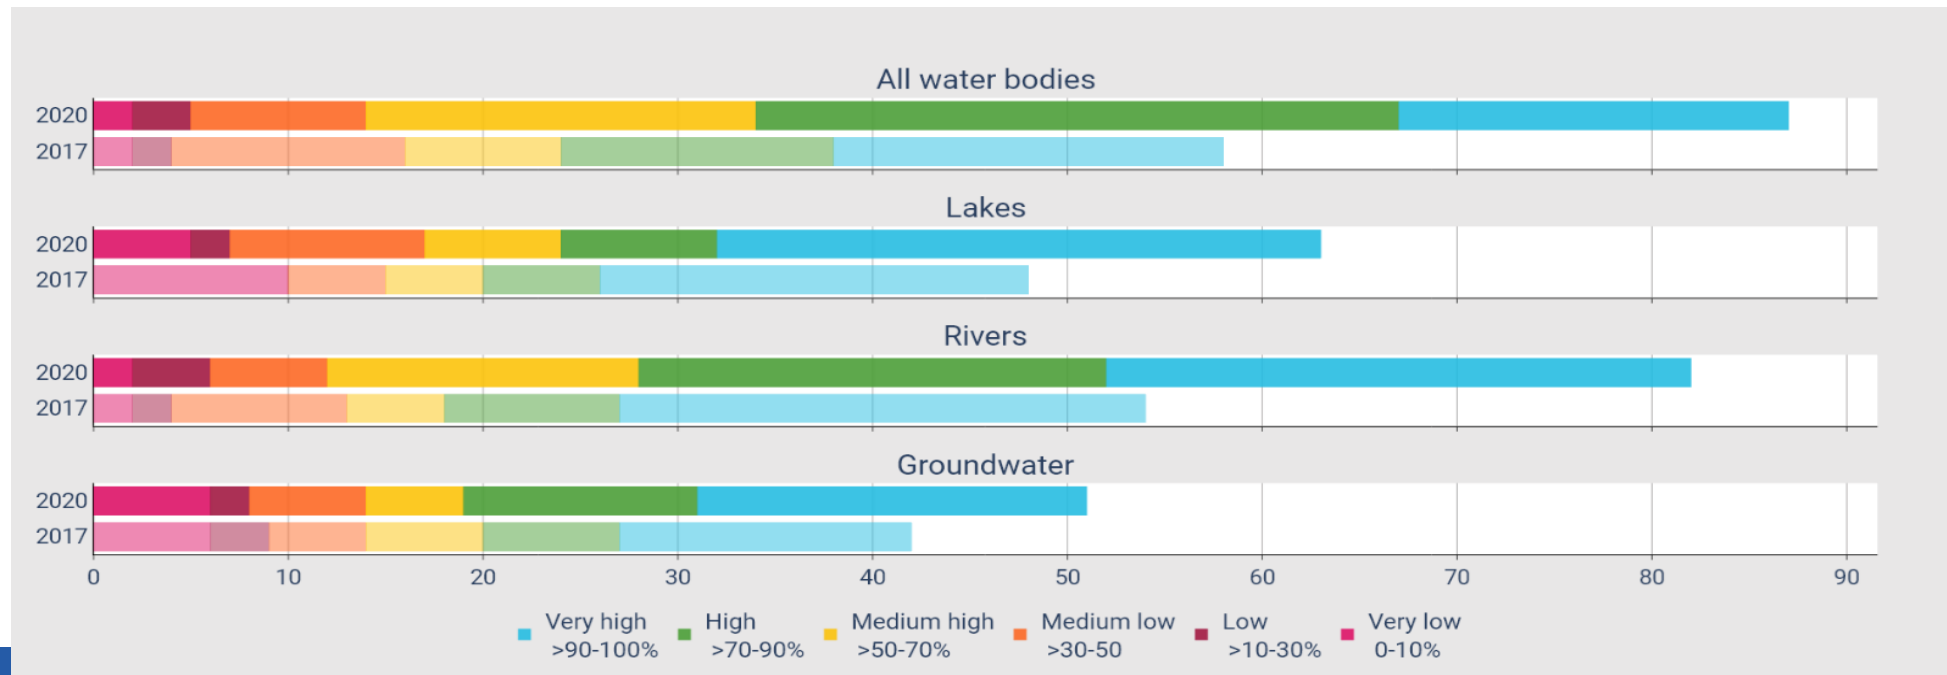 All water bodies
2020
2017
Lakes
2020
2017
Rivers
2020
2017
Groundwater
2020
2017
0 10 20 30 40 50 60 70 80 90
Very high High Medium high Medium low Low Very low
>90-100% >70-90% >50-70% >30-50 >10-30% 0-10%